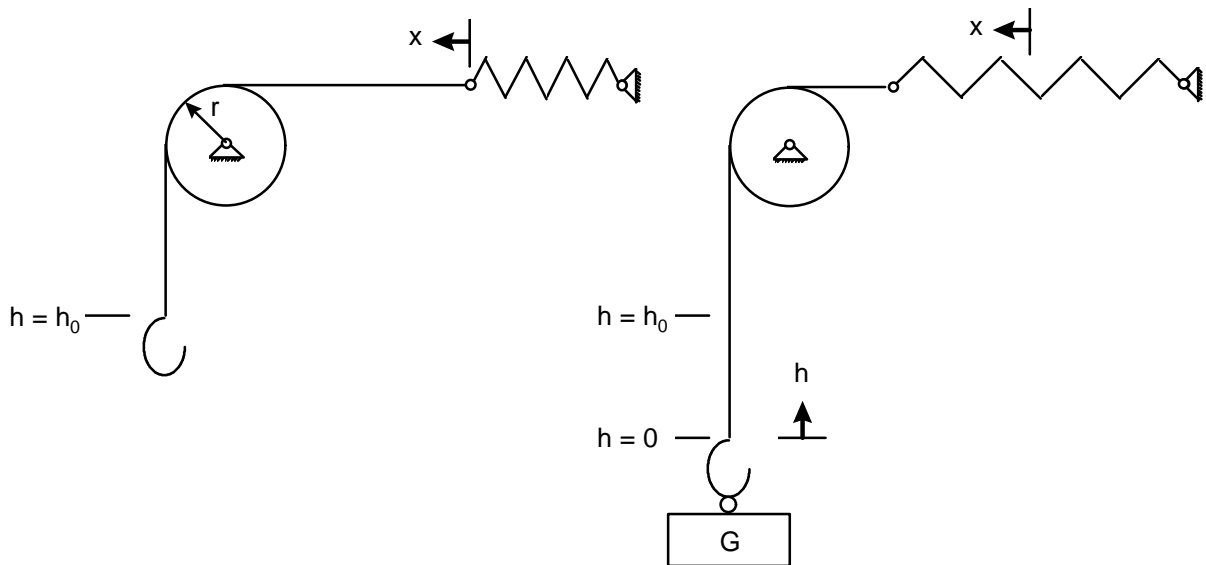 x
r
h = h₀
x
h = h₀
h
h = 0
G